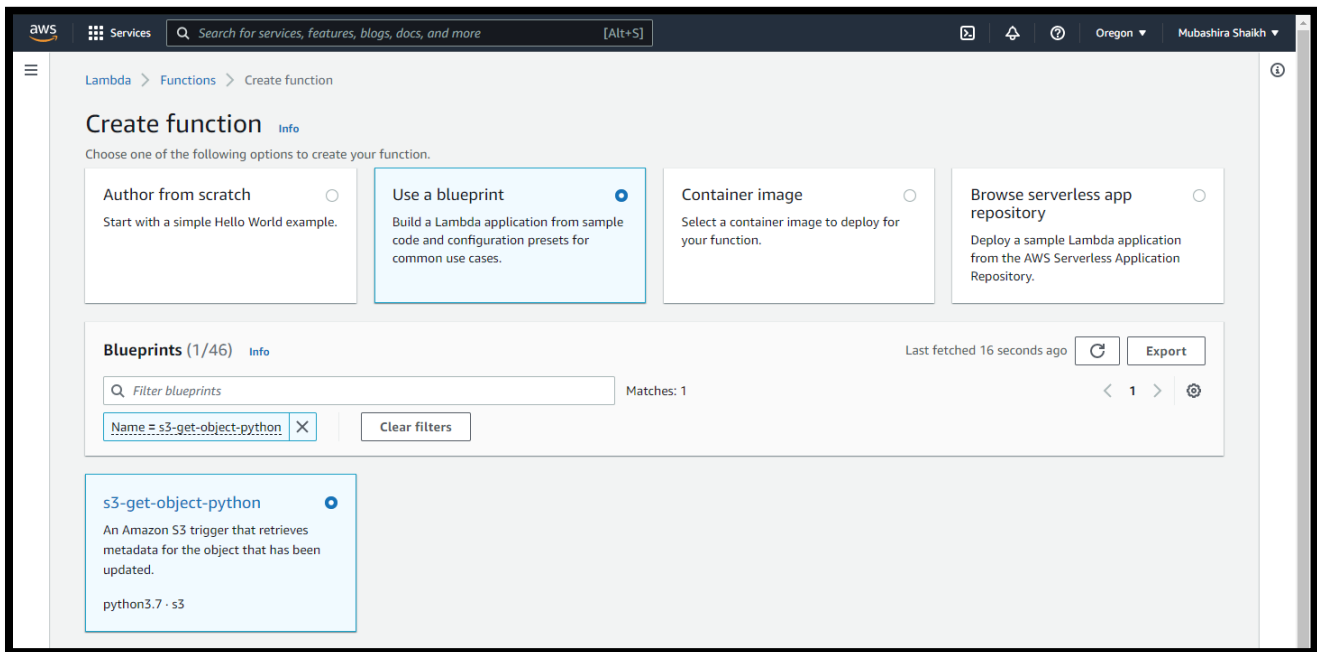 aws Services Search for services, features, blogs, docs, and more [Alt+S] Oregon ▼ Mubashira Shaikh ▼
Lambda > Functions > Create function
Create function Info
Choose one of the following options to create your function.
Author from scratch
Start with a simple Hello World example.
Use a blueprint
Build a Lambda application from sample
code and configuration presets for
common use cases.
Container image
Select a container image to deploy for
your function.
Browse serverless app
repository
Deploy a sample Lambda application
from the AWS Serverless Application
Repository.
Blueprints (1/46) Info
Last fetched 16 seconds ago
Export
Filter blueprints
Matches: 1
< 1 >
Name = s3-get-object-python
Clear filters
s3-get-object-python
An Amazon S3 trigger that retrieves
metadata for the object that has been
updated.
python3.7 · s3